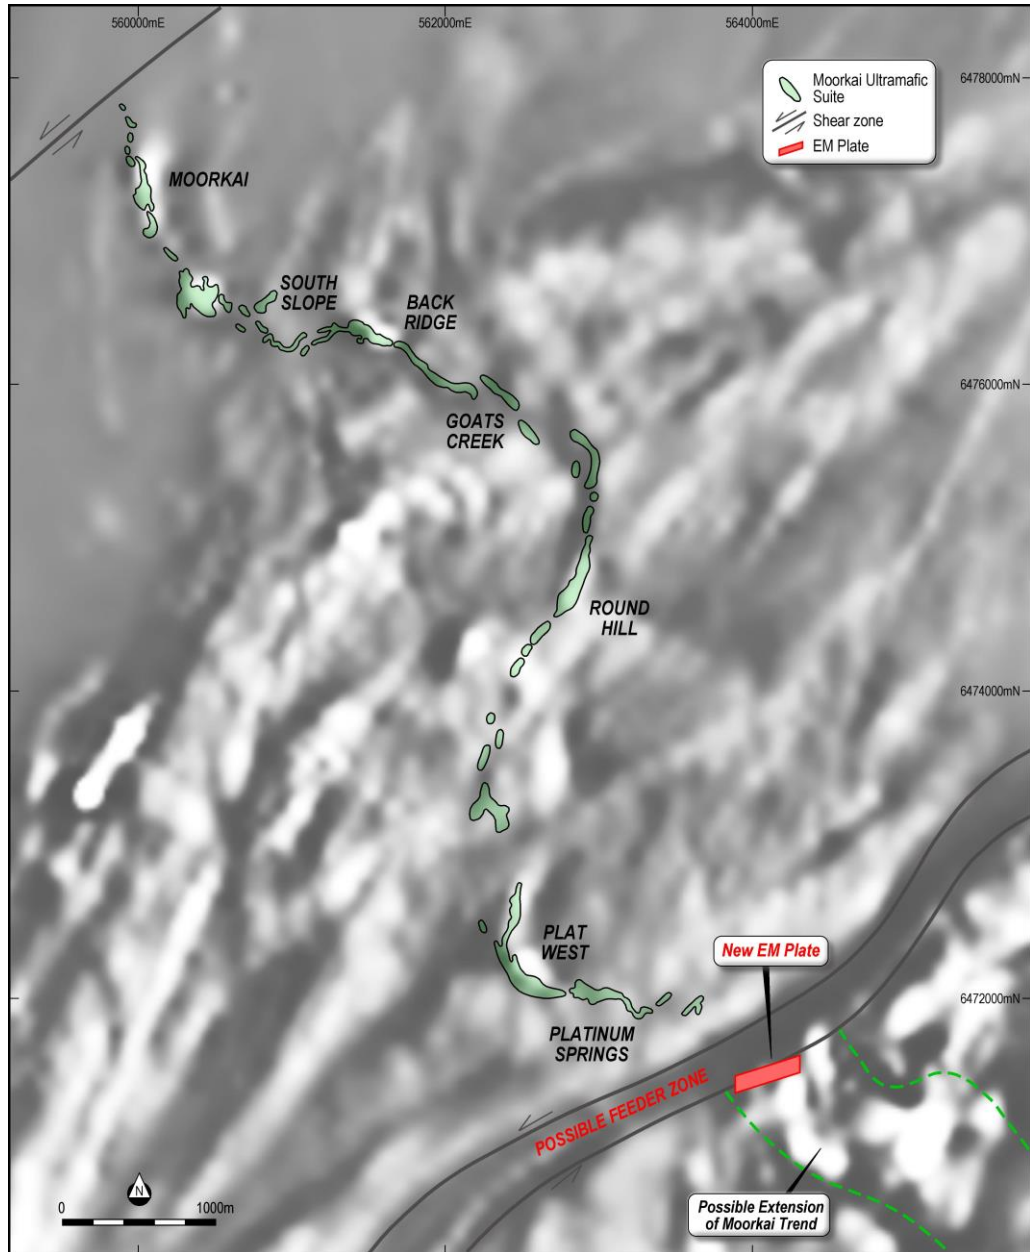 560000mE
562000mE
564000mE
6478000mN
Moorkai Ultramafic
Suite
Shear zone
EM Plate
MOORKAI
SOUTH
SLOPE
BACK
RIDGE
6476000mN
GOATS
CREEK
ROUND
HILL
6474000mN
PLAT
WEST
New EM Plate
6472000mN
PLATINUM
SPRINGS
POSSIBLE FEEDER ZONE
N
0
1000m
Possible Extension
of Moorkai Trend